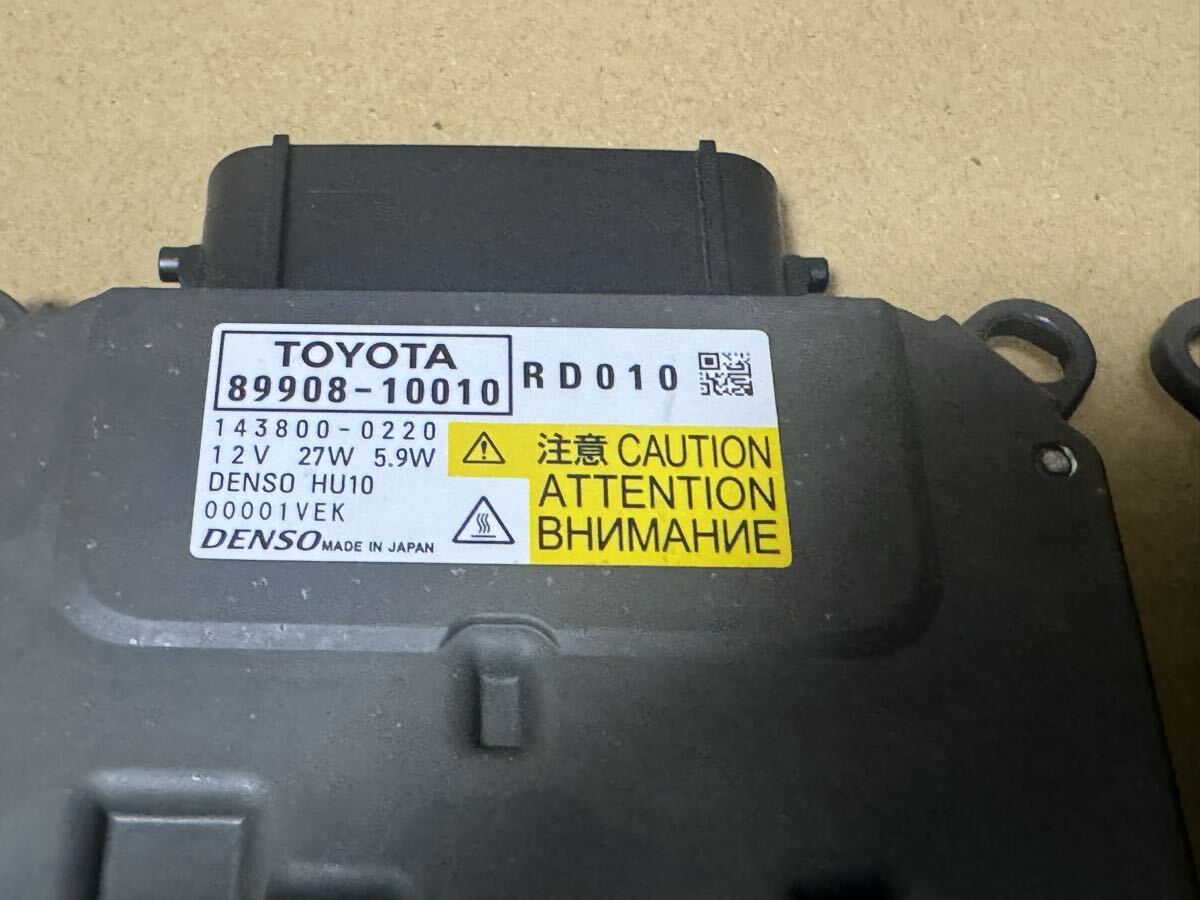 TOYOTA
89908-10010
RD010
143800-0220
12V 27W 5.9W
DENSO HU10
00001VEK
DENSO MADE IN JAPAN
注意 CAUTION
ATTENTION
ВНИМАНИЕ